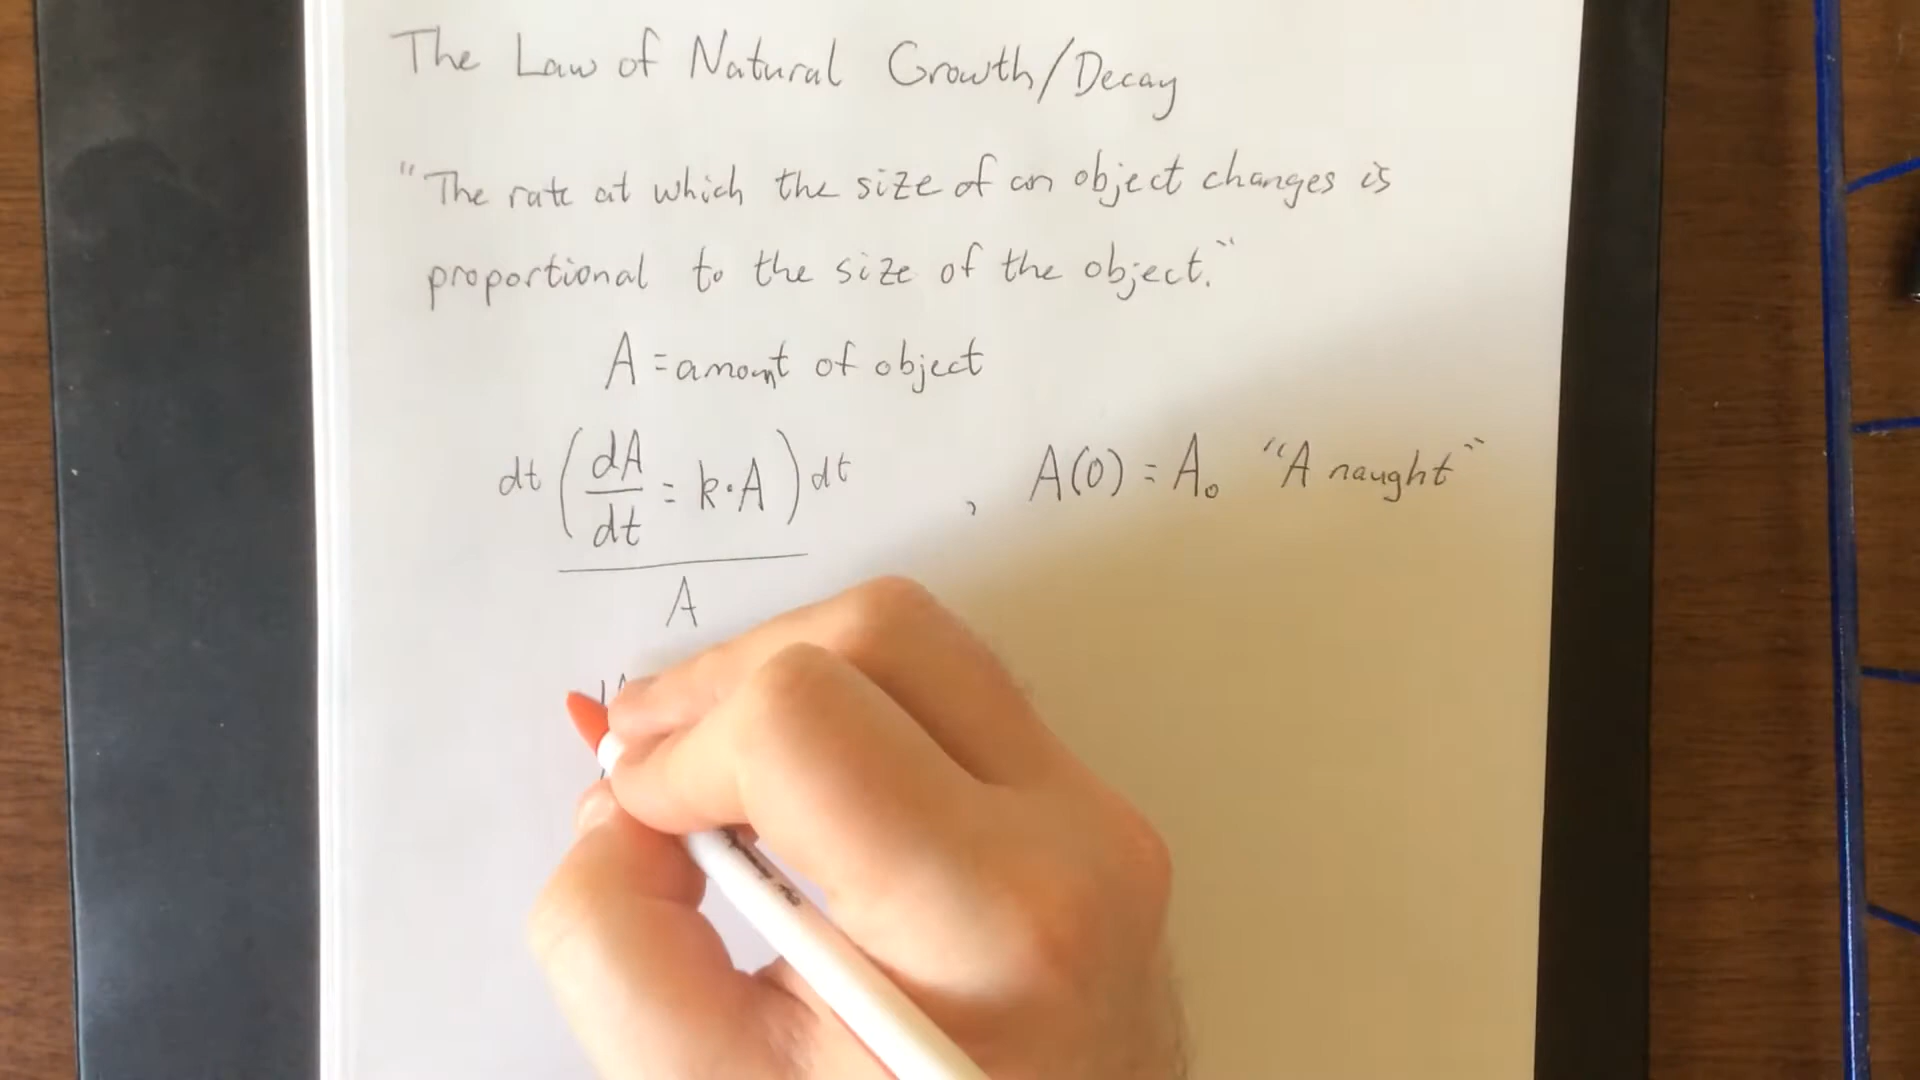 The Law of Natural Growth/Decay
"The rate at which the size of an object changes is
proportional to the size of the object."
A = amount of object
dt ( dA/dt = k·A ) dt , A(0) = A₀ "A naught"
A